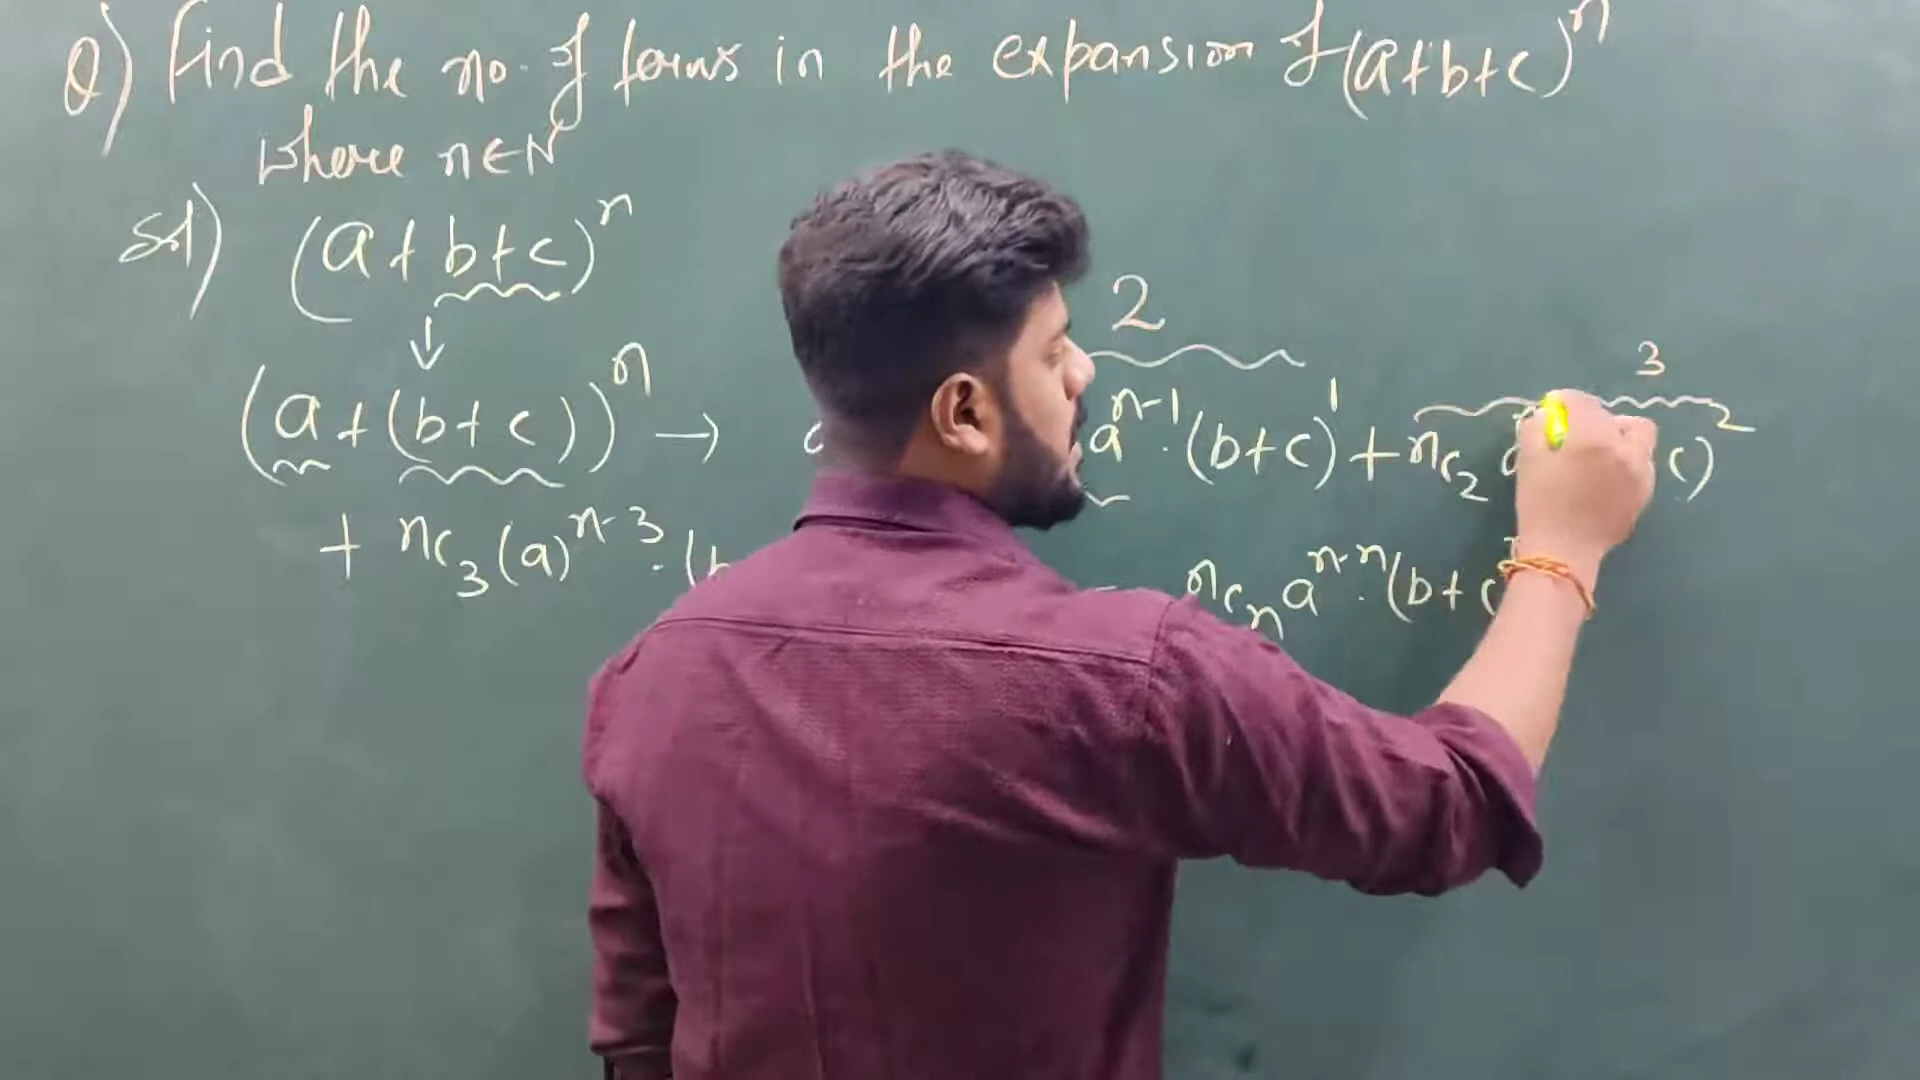 Q) Find the no. of terms in the expansion of (a+b+c)^n
where n∈N
Sol) (a+b+c)^n
↓
2
3
(a+(b+c))^n → a^n-1·(b+c)^1 + nc2 c)^2
+ nc3(a)^n-3·(b ncn a^n-n·(b+c